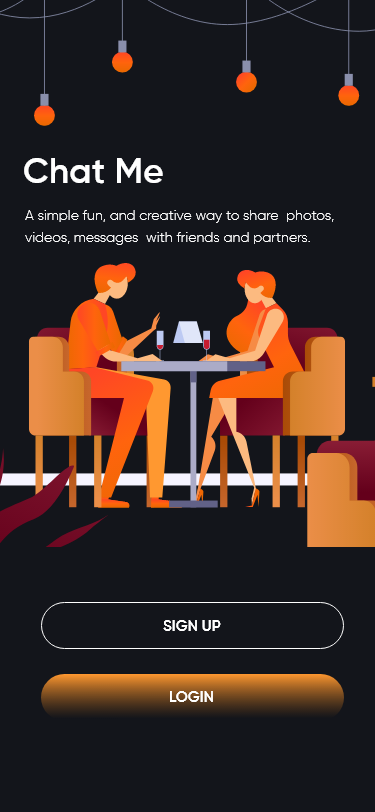 Chat Me
A simple fun, and creative way to share  photos,
videos, messages  with friends and partners.
SIGN UP
LOGIN